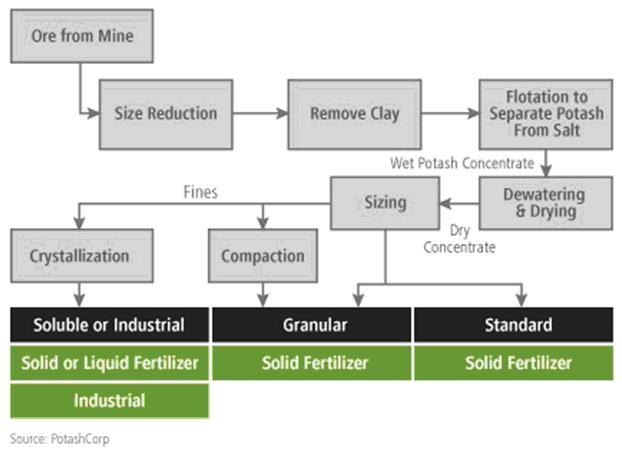 Ore from Mine
Size Reduction
Remove Clay
Flotation to
Separate Potash
From Salt
Wet Potash Concentrate
Fines
Sizing
Dewatering
& Drying
Dry
Concentrate
Crystallization
Compaction
Soluble or Industrial
Granular
Standard
Solid or Liquid Fertilizer
Solid Fertilizer
Solid Fertilizer
Industrial
Source: PotashCorp